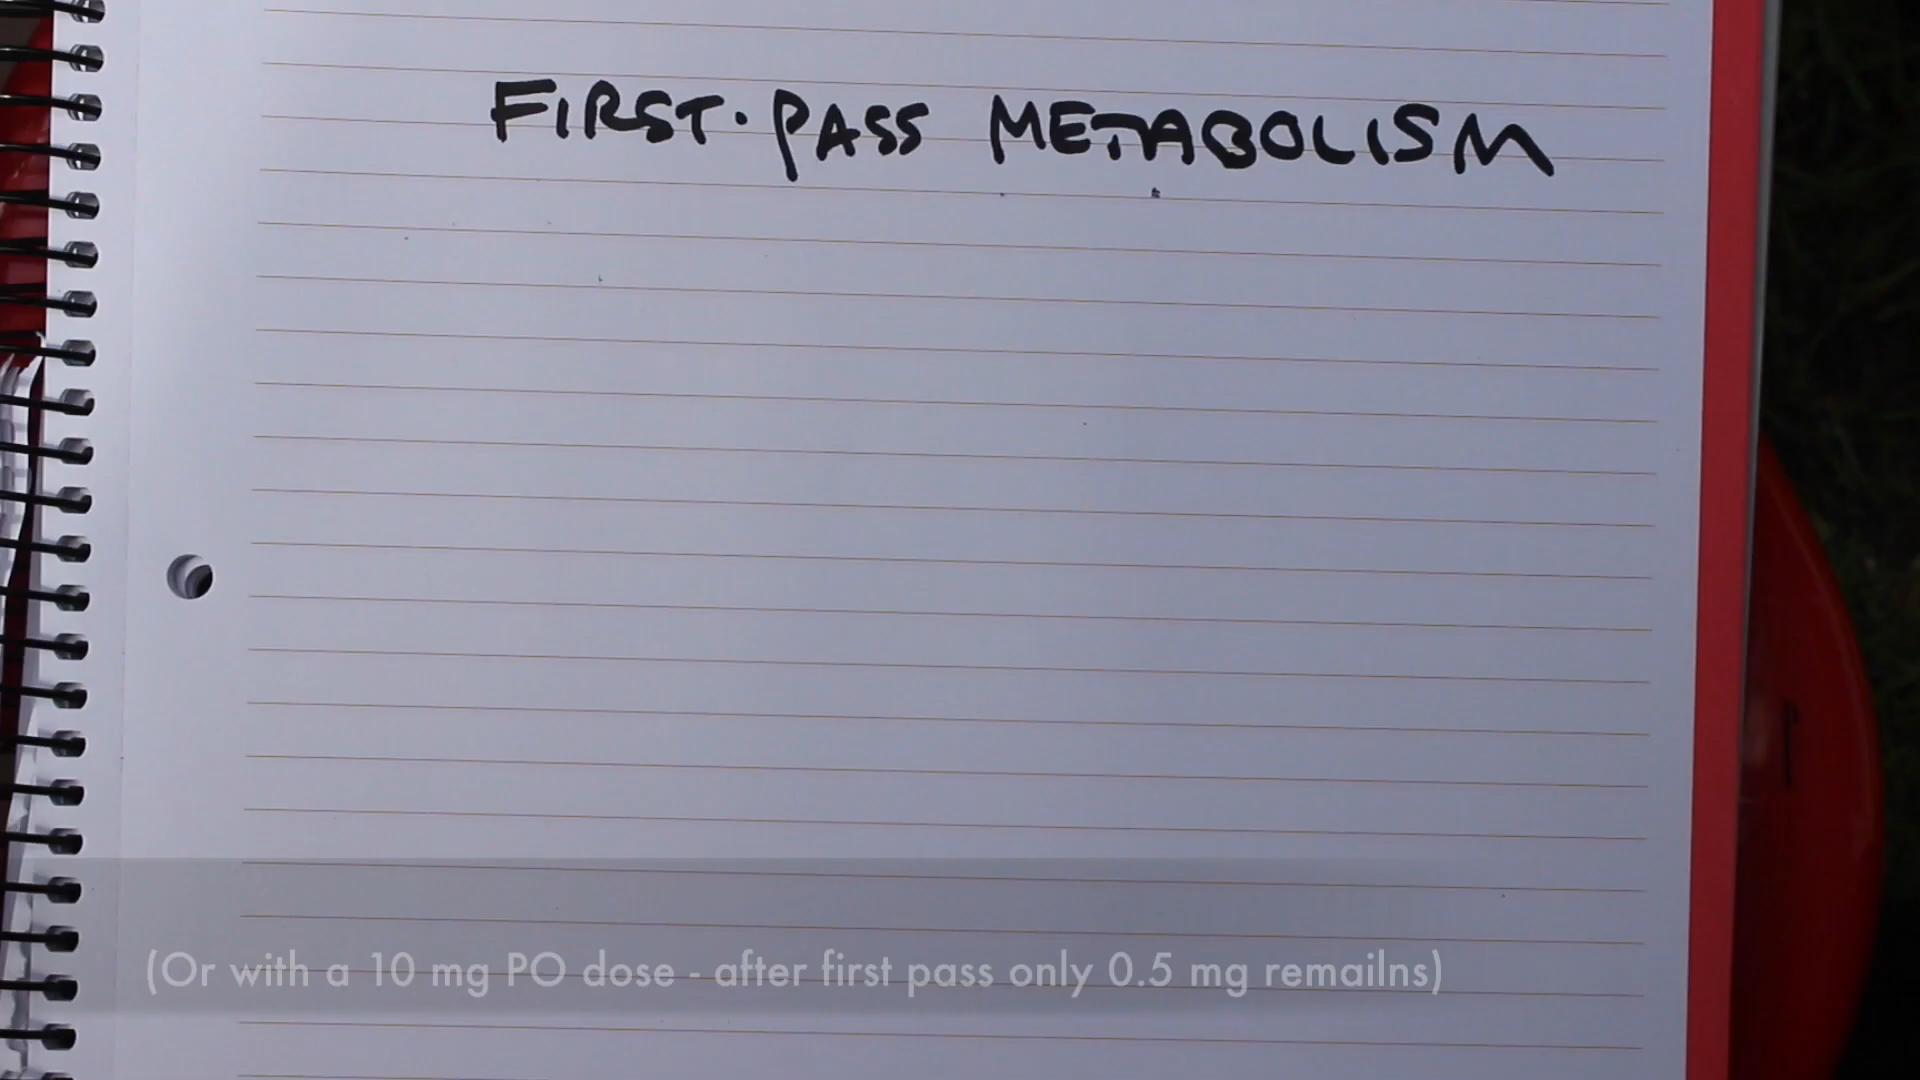 FIRST-PASS METABOLISM
(Or with a 10 mg PO dose - after first pass only 0.5 mg remailns)